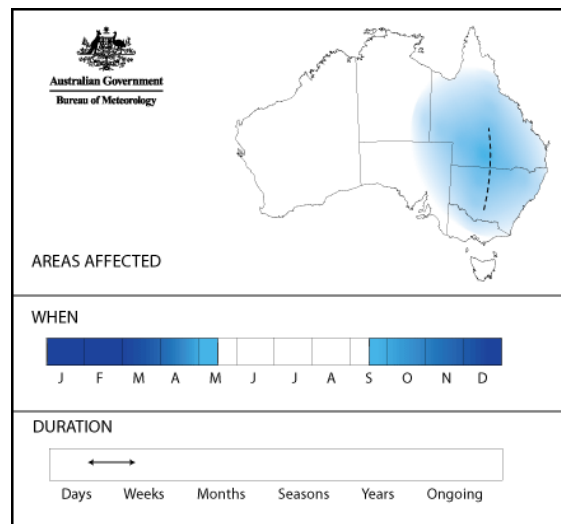 Australian Government
Bureau of Meteorology
AREAS AFFECTED
WHEN
J F M A M J J A S O N D
DURATION
Days Weeks Months Seasons Years Ongoing